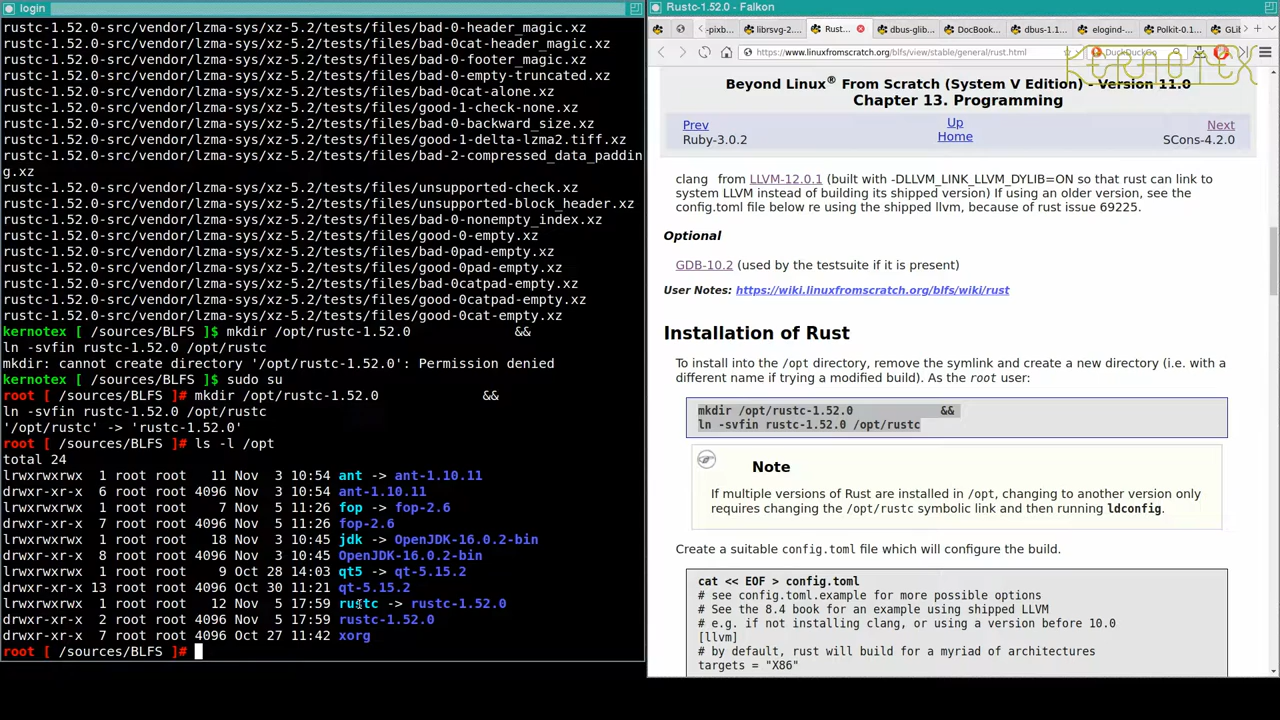 login
rustc-1.52.0-src/vendor/lzma-sys/xz-5.2/tests/files/bad-0-header_magic.xz
rustc-1.52.0-src/vendor/lzma-sys/xz-5.2/tests/files/bad-0cat-header_magic.xz
rustc-1.52.0-src/vendor/lzma-sys/xz-5.2/tests/files/bad-0-footer_magic.xz
rustc-1.52.0-src/vendor/lzma-sys/xz-5.2/tests/files/bad-0-empty-truncated.xz
rustc-1.52.0-src/vendor/lzma-sys/xz-5.2/tests/files/bad-0cat-alone.xz
rustc-1.52.0-src/vendor/lzma-sys/xz-5.2/tests/files/good-1-check-none.xz
rustc-1.52.0-src/vendor/lzma-sys/xz-5.2/tests/files/bad-0-backward_size.xz
rustc-1.52.0-src/vendor/lzma-sys/xz-5.2/tests/files/good-1-delta-lzma2.tiff.xz
rustc-1.52.0-src/vendor/lzma-sys/xz-5.2/tests/files/bad-2-compressed_data_paddin
g.xz
rustc-1.52.0-src/vendor/lzma-sys/xz-5.2/tests/files/unsupported-check.xz
rustc-1.52.0-src/vendor/lzma-sys/xz-5.2/tests/files/unsupported-block_header.xz
rustc-1.52.0-src/vendor/lzma-sys/xz-5.2/tests/files/bad-0-nonempty_index.xz
rustc-1.52.0-src/vendor/lzma-sys/xz-5.2/tests/files/good-0-empty.xz
rustc-1.52.0-src/vendor/lzma-sys/xz-5.2/tests/files/bad-0pad-empty.xz
rustc-1.52.0-src/vendor/lzma-sys/xz-5.2/tests/files/good-0pad-empty.xz
rustc-1.52.0-src/vendor/lzma-sys/xz-5.2/tests/files/bad-0catpad-empty.xz
rustc-1.52.0-src/vendor/lzma-sys/xz-5.2/tests/files/good-0catpad-empty.xz
rustc-1.52.0-src/vendor/lzma-sys/xz-5.2/tests/files/good-0cat-empty.xz
kernotex [ /sources/BLFS ]$ mkdir /opt/rustc-1.52.0 &&
ln -svfin rustc-1.52.0 /opt/rustc
mkdir: cannot create directory '/opt/rustc-1.52.0': Permission denied
kernotex [ /sources/BLFS ]$ sudo su
root [ /sources/BLFS ]# mkdir /opt/rustc-1.52.0 &&
ln -svfin rustc-1.52.0 /opt/rustc
'/opt/rustc' -> 'rustc-1.52.0'
root [ /sources/BLFS ]# ls -l /opt
total 24
lrwxrwxrwx 1 root root 11 Nov 3 10:54 ant -> ant-1.10.11
drwxr-xr-x 6 root root 4096 Nov 3 10:54 ant-1.10.11
lrwxrwxrwx 1 root root 7 Nov 5 11:26 fop -> fop-2.6
drwxr-xr-x 7 root root 4096 Nov 5 11:26 fop-2.6
lrwxrwxrwx 1 root root 18 Nov 3 10:45 jdk -> OpenJDK-16.0.2-bin
drwxr-xr-x 8 root root 4096 Nov 3 10:45 OpenJDK-16.0.2-bin
lrwxrwxrwx 1 root root 9 Oct 28 14:03 qt5 -> qt-5.15.2
drwxr-xr-x 13 root root 4096 Oct 30 11:21 qt-5.15.2
lrwxrwxrwx 1 root root 12 Nov 5 17:59 rustc -> rustc-1.52.0
drwxr-xr-x 2 root root 4096 Nov 5 17:59 rustc-1.52.0
drwxr-xr-x 7 root root 4096 Oct 27 11:42 xorg
root [ /sources/BLFS ]#
Rustc-1.52.0 - Falkon
-pixb librsvg-2. Rust... dbus-glib DocBook dbus-1.1 elogind- Polkit-0.1 GLib
https://www.linuxfromscratch.org/blfs/view/stable/general/rust.html DuckDuckGo
KERNOTEX
Beyond Linux® From Scratch (System V Edition) - Version 11.0
Chapter 13. Programming
Prev Up Next
Ruby-3.0.2 Home SCons-4.2.0
clang from LLVM-12.0.1 (built with -DLLVM_LINK_LLVM_DYLIB=ON so that rust can link to
system LLVM instead of building its shipped version) If using an older version, see the
config.toml file below re using the shipped llvm, because of rust issue 69225.
Optional
GDB-10.2 (used by the testsuite if it is present)
User Notes: https://wiki.linuxfromscratch.org/blfs/wiki/rust
Installation of Rust
To install into the /opt directory, remove the symlink and create a new directory (i.e. with a
different name if trying a modified build). As the root user:
mkdir /opt/rustc-1.52.0 &&
ln -svfin rustc-1.52.0 /opt/rustc
Note
If multiple versions of Rust are installed in /opt, changing to another version only
requires changing the /opt/rustc symbolic link and then running ldconfig.
Create a suitable config.toml file which will configure the build.
cat << EOF > config.toml
# see config.toml.example for more possible options
# See the 8.4 book for an example using shipped LLVM
# e.g. if not installing clang, or using a version before 10.0
[llvm]
# by default, rust will build for a myriad of architectures
targets = "X86"